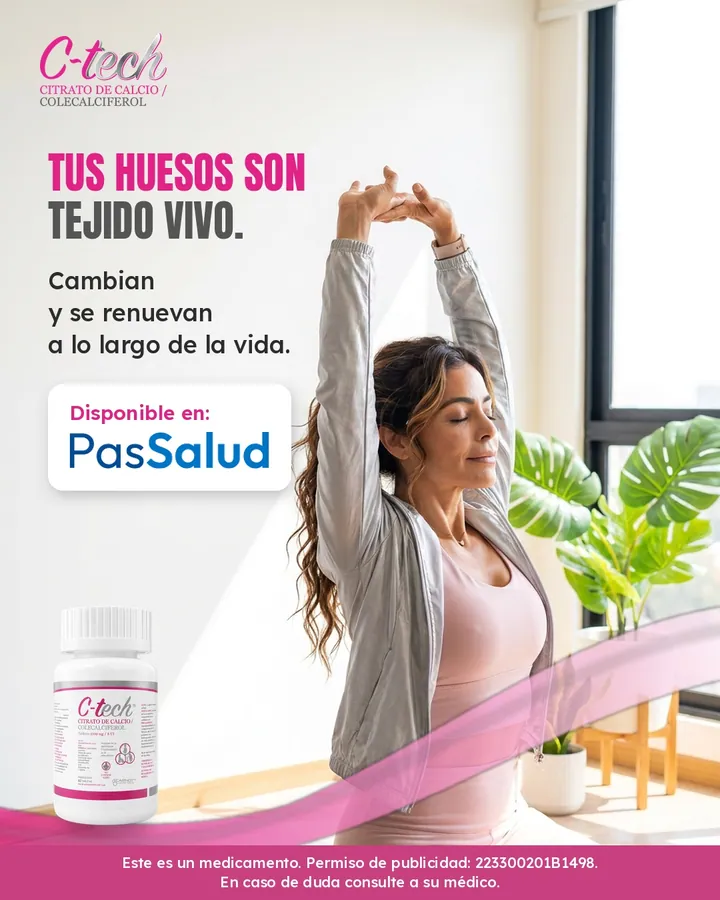 C-tech
CITRATO DE CALCIO /
COLECALCIFEROL
TUS HUESOS SON
TEJIDO VIVO.
Cambian
y se renuevan
a lo largo de la vida.
Disponible en:
PasSalud
C-tech
CITRATO DE CALCIO /
COLECALCIFEROL
Este es un medicamento. Permiso de publicidad: 223300201B1498.
En caso de duda consulte a su médico.